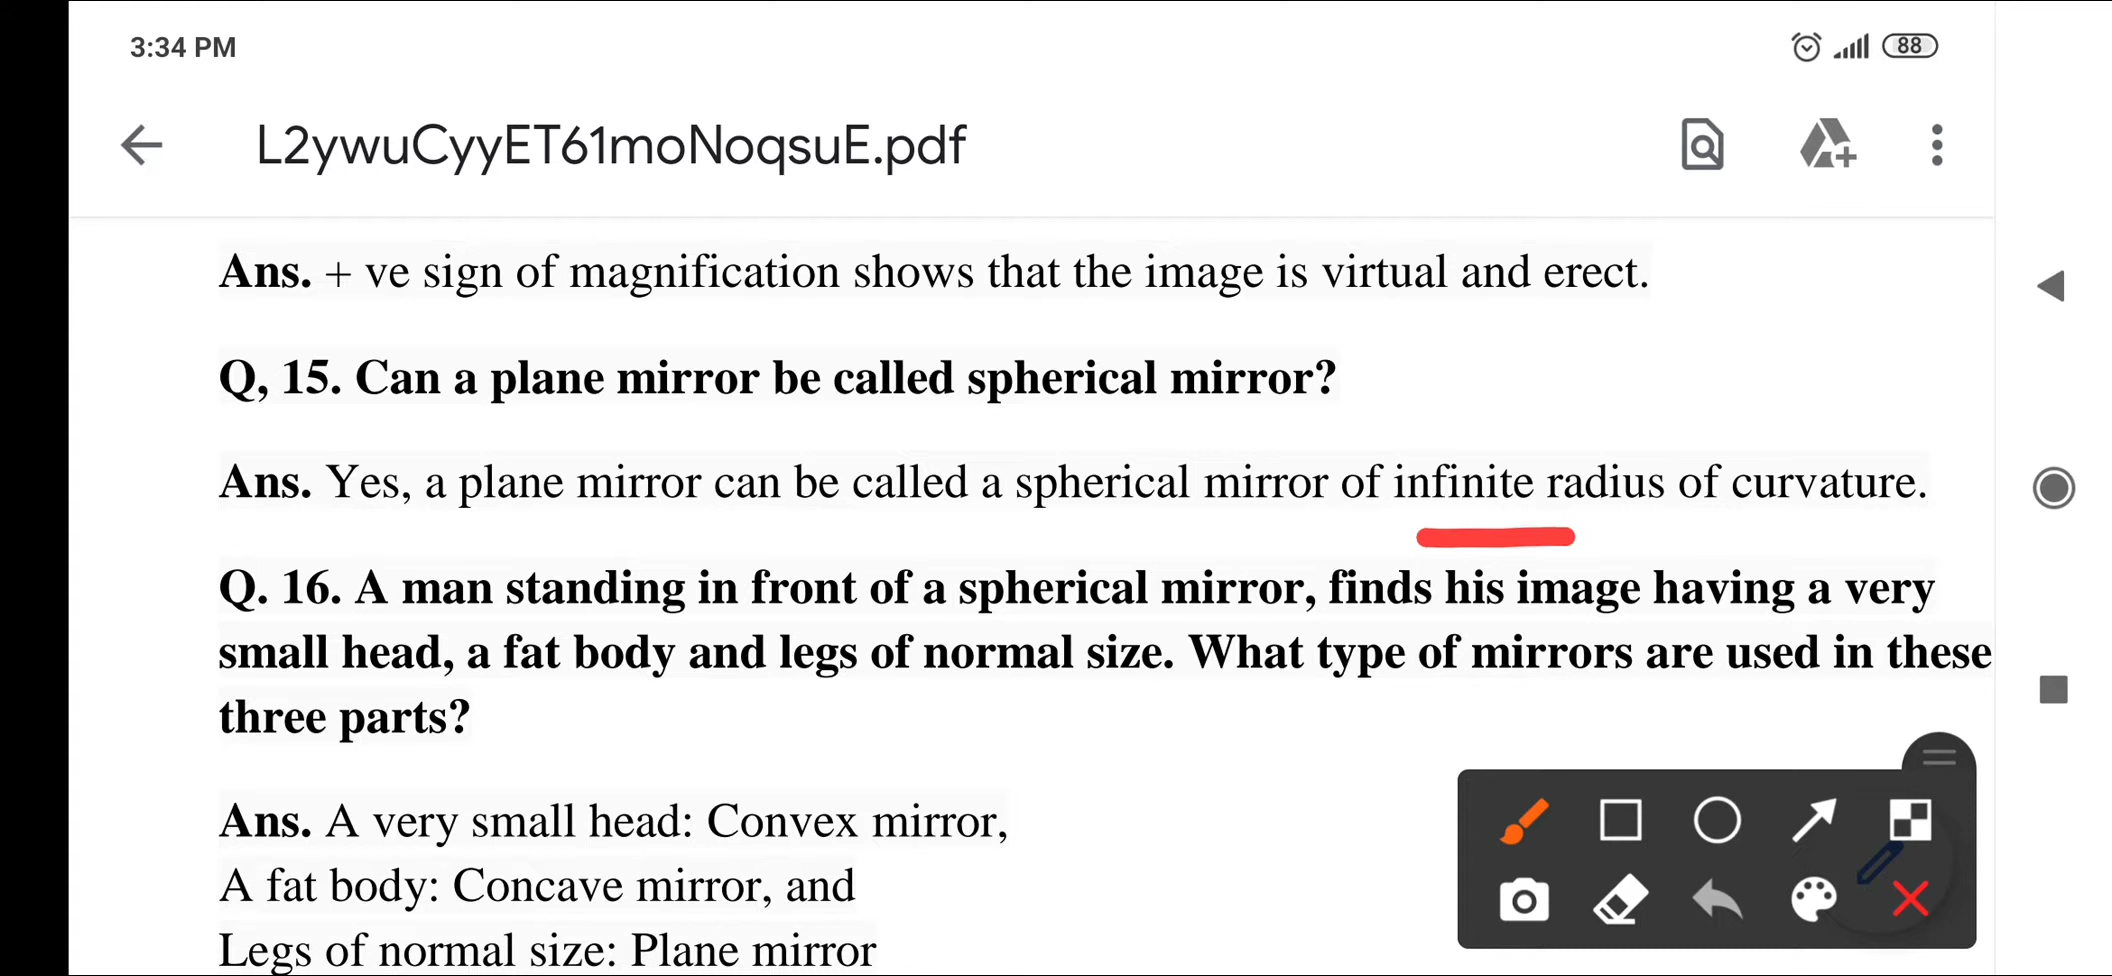 3:34 PM
88
L2ywuCyyET61moNoqsuE.pdf
Ans. + ve sign of magnification shows that the image is virtual and erect.
Q, 15. Can a plane mirror be called spherical mirror?
Ans. Yes, a plane mirror can be called a spherical mirror of infinite radius of curvature.
Q. 16. A man standing in front of a spherical mirror, finds his image having a very
small head, a fat body and legs of normal size. What type of mirrors are used in these
three parts?
Ans. A very small head: Convex mirror,
A fat body: Concave mirror, and
Legs of normal size: Plane mirror